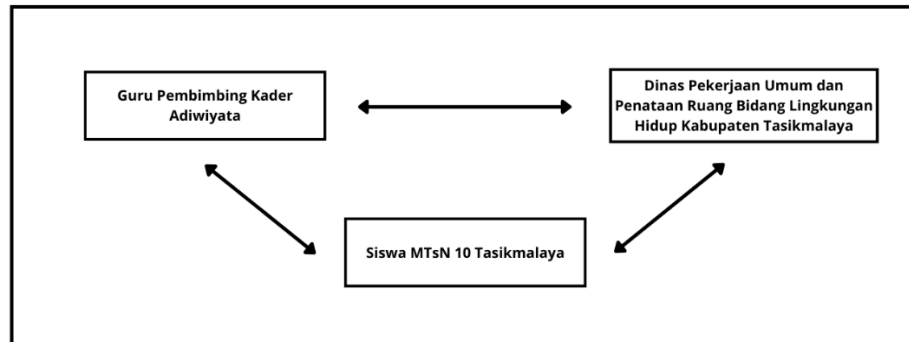 Guru Pembimbing Kader
Adiwiyata
Dinas Pekerjaan Umum dan
Penataan Ruang Bidang Lingkungan
Hidup Kabupaten Tasikmalaya
Siswa MTsN 10 Tasikmalaya